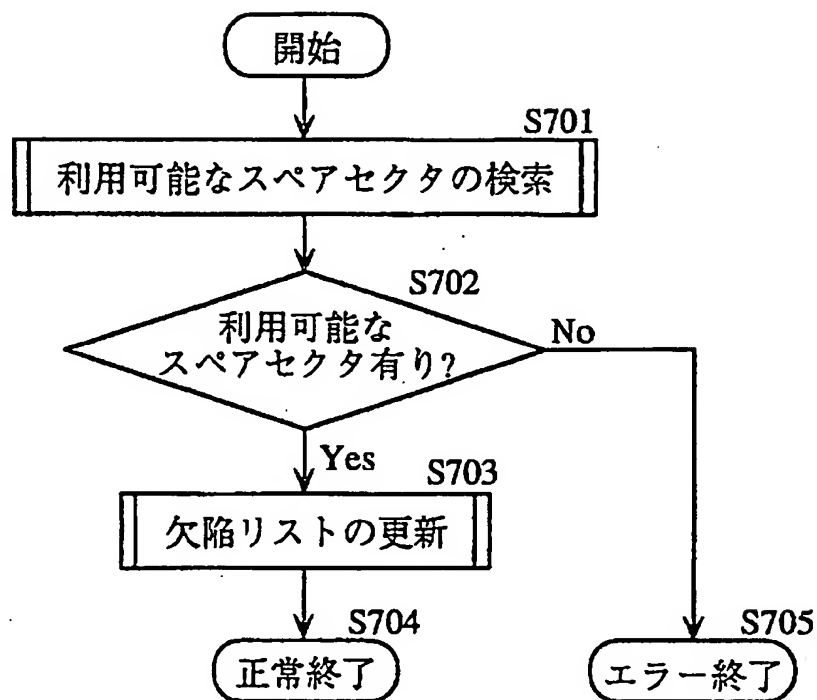 開始
S701
利用可能なスペアセクタの検索
S702
利用可能な
スペアセクタ有り?
No
Yes
S703
欠陥リストの更新
S704
正常終了
S705
エラー終了